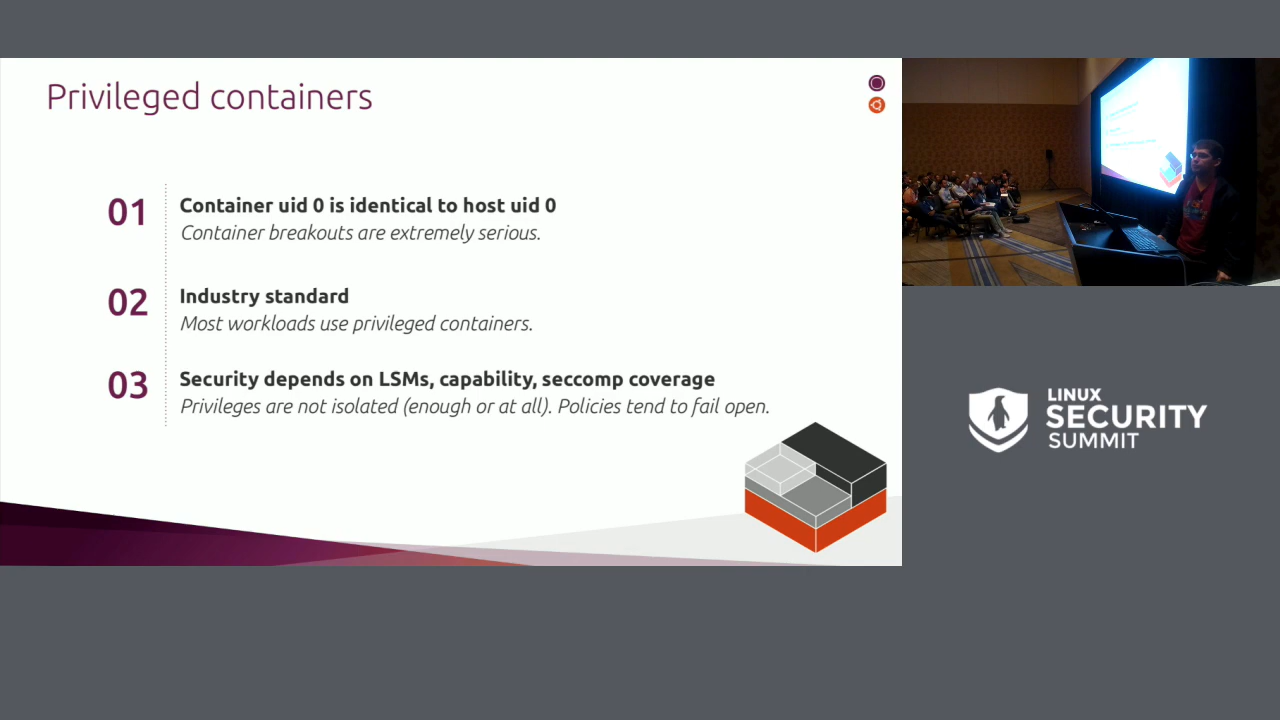 Privileged containers
01
Container uid 0 is identical to host uid 0
Container breakouts are extremely serious.
02
Industry standard
Most workloads use privileged containers.
03
Security depends on LSMs, capability, seccomp coverage
Privileges are not isolated (enough or at all). Policies tend to fail open.
LINUX
SECURITY
SUMMIT